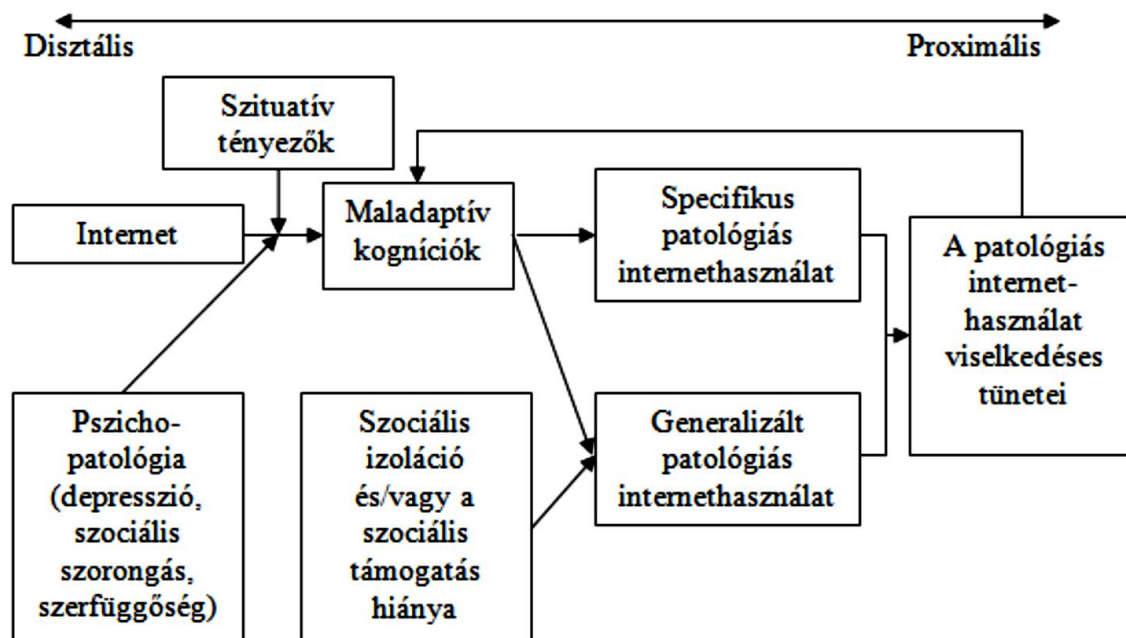 Disztális
Proximális
Szituatív
tényezők
Internet
Maladaptív
kogníciók
Specifikus
patológiás
internethasználat
A patológiás
internet-
használat
viselkedéses
tünetei
Pszicho-
patológia
(depresszió,
szociális
szorongás,
szerfüggőség)
Szociális
izoláció
és/vagy a
szociális
támogatás
hiánya
Generalizált
patológiás
internethasználat